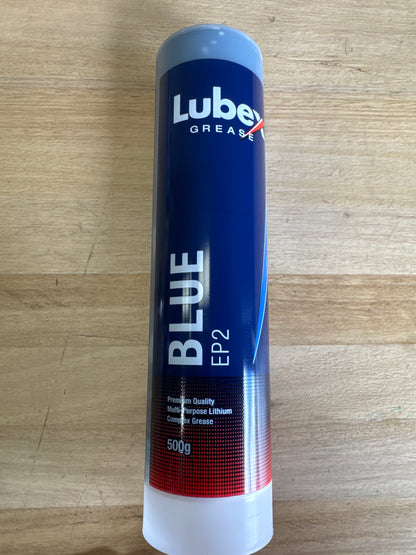 Lubex
GREASE
BLUE
EP2
Premium Quality
Multi-Purpose Lithium
Complex Grease
500g